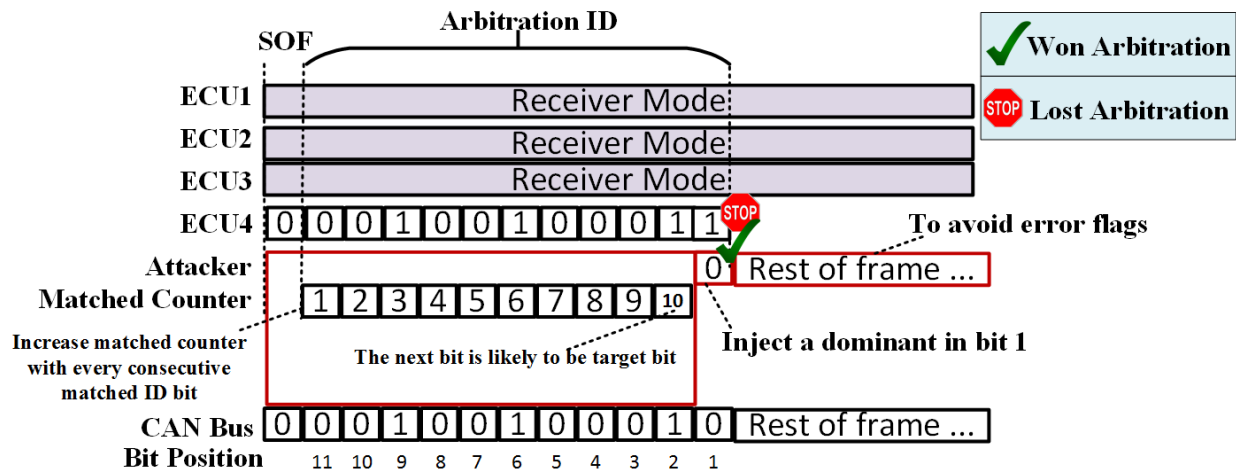 Arbitration ID
SOF
Won Arbitration
STOP Lost Arbitration
ECU1 Receiver Mode
ECU2 Receiver Mode
ECU3 Receiver Mode
ECU4 0 0 0 1 0 0 1 0 0 0 1 1 STOP
To avoid error flags
Attacker 0 Rest of frame ...
Matched Counter 1 2 3 4 5 6 7 8 9 10
Increase matched counter
with every consecutive
matched ID bit
The next bit is likely to be target bit
Inject a dominant in bit 1
CAN Bus 0 0 0 1 0 0 1 0 0 0 1 0 Rest of frame ...
Bit Position 11 10 9 8 7 6 5 4 3 2 1